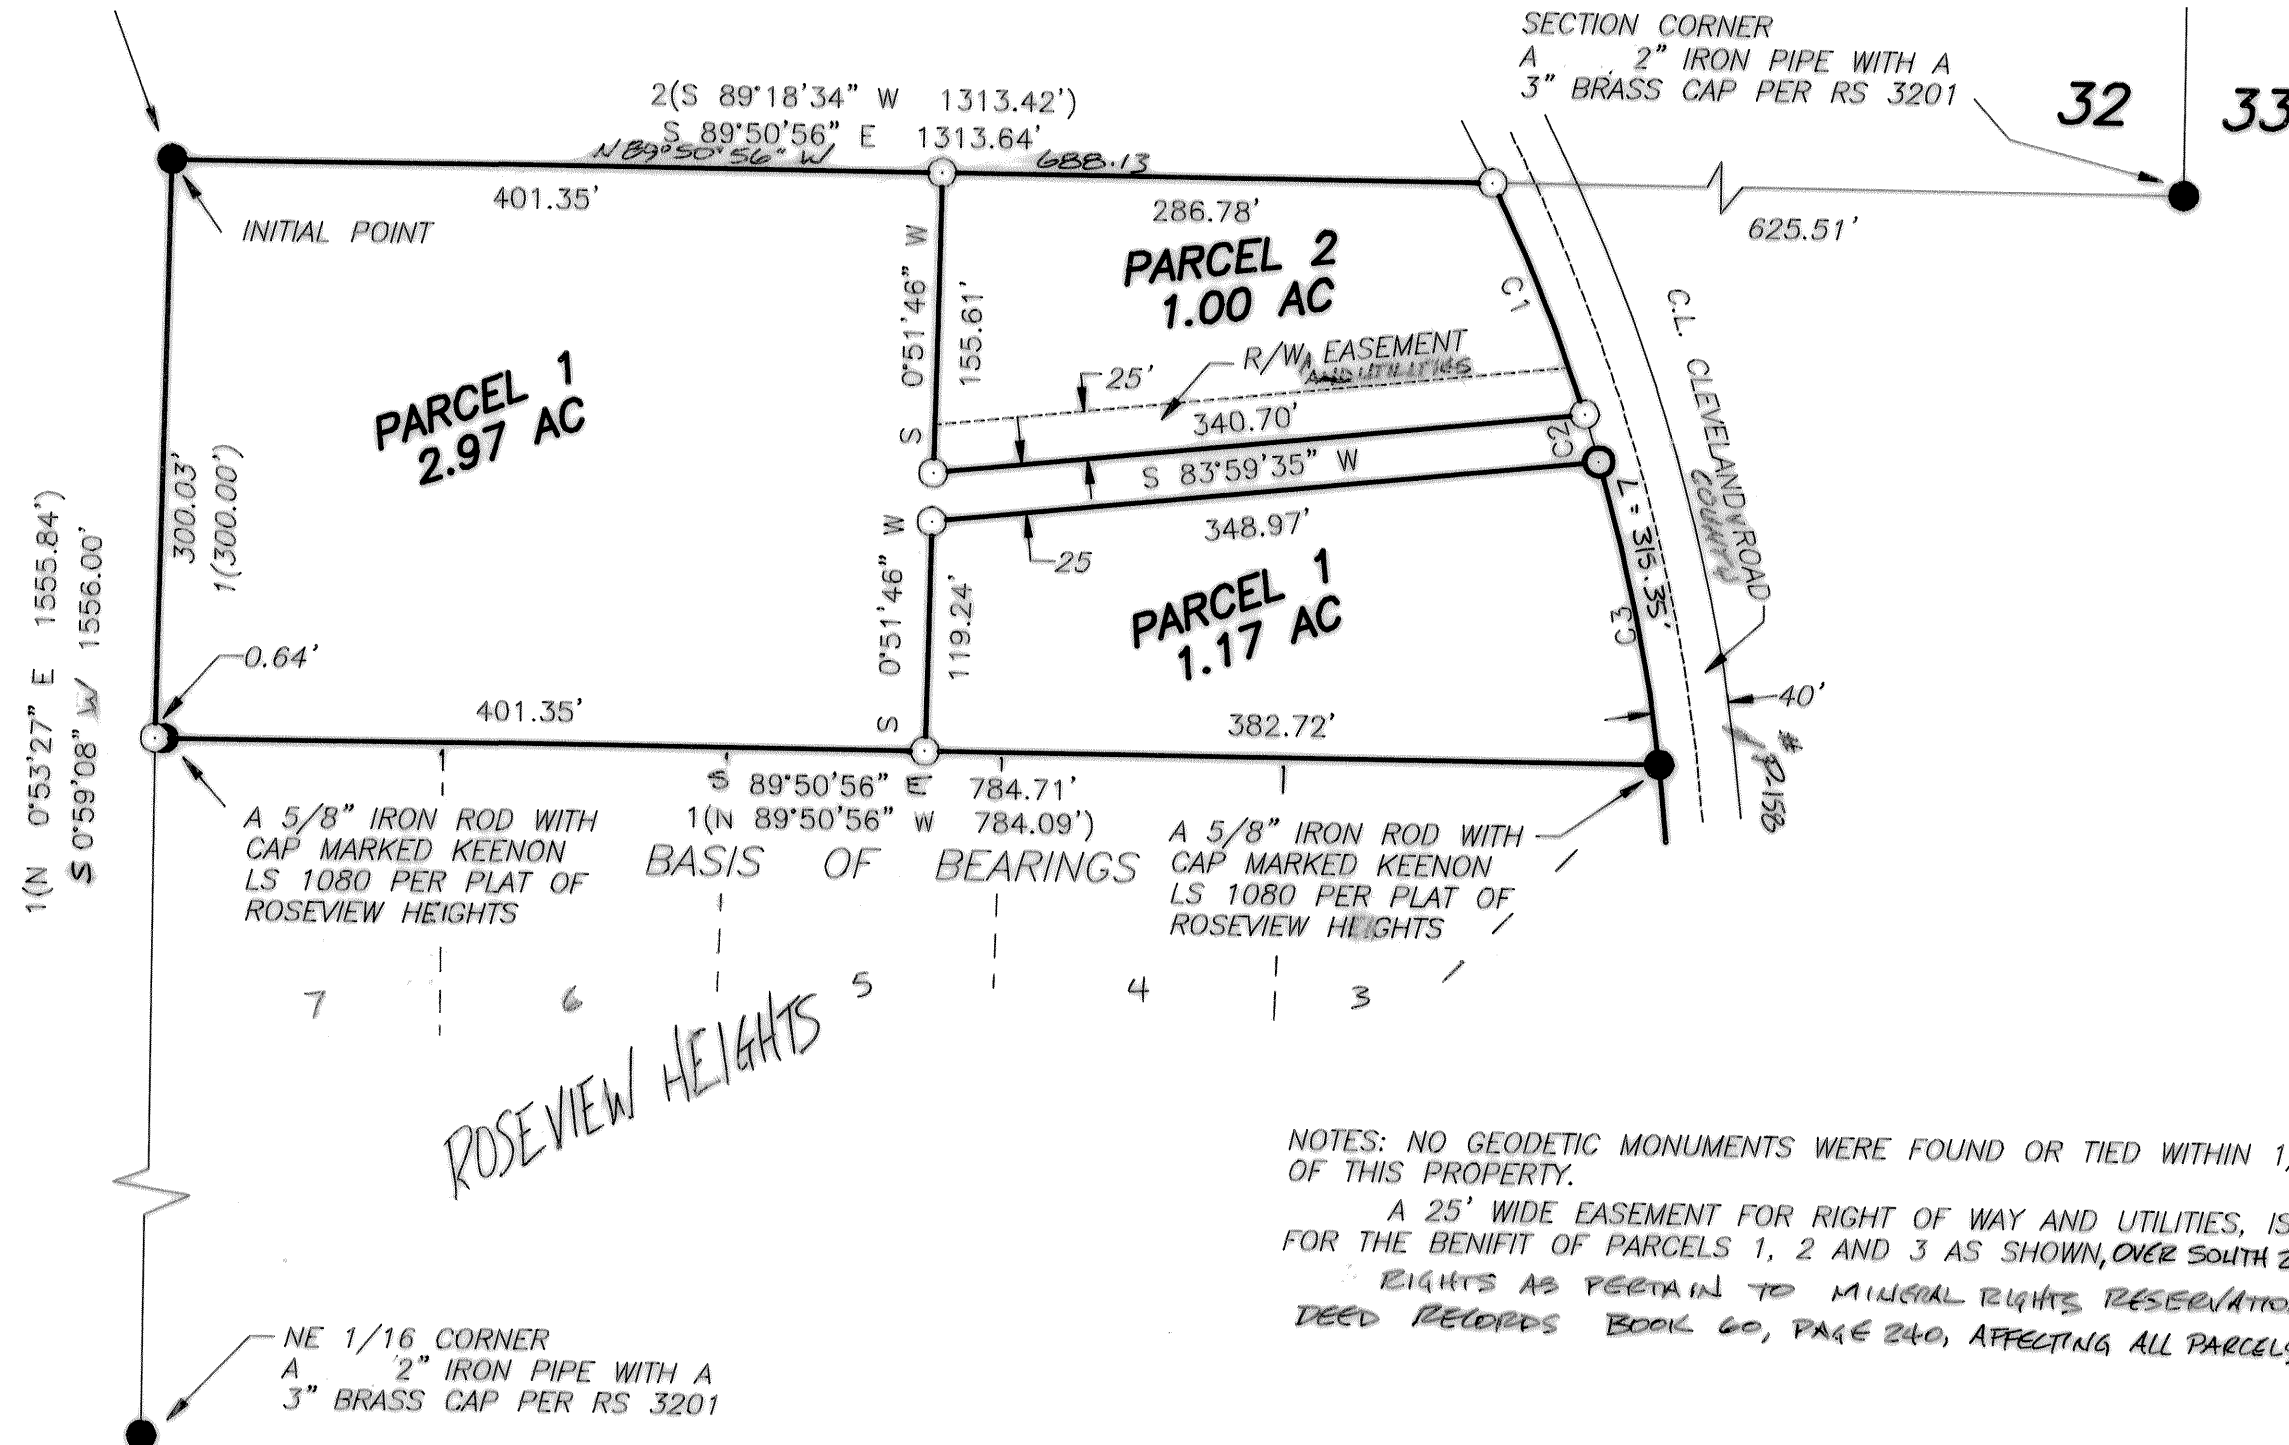 SECTION CORNER
A 2" IRON PIPE WITH A
3" BRASS CAP PER RS 3201
32
33
2(S 89°18'34" W 1313.42')
S 89°50'56" E 1313.64'
N 89°50'56" W 688.13
401.35'
286.78'
625.51'
INITIAL POINT
PARCEL 2
1.00 AC
S 0°51'46" W
155.61'
C1
R/W EASEMENT
AND UTILITIES
25'
340.70'
C2
S 83°59'35" W
348.97'
25
C.L. CLEVELAND ROAD
COUNTY
L = 315.35'
C3
PARCEL 1
2.97 AC
300.03'
1(300.00')
1(N 0°53'27" E 1555.84')
S 0°59'08" W 1556.00'
S 0°51'46" W
119.24'
PARCEL 1
1.17 AC
0.64'
401.35'
382.72'
40'
# P-158
S 89°50'56" E 784.71'
1(N 89°50'56" W 784.09')
BASIS OF BEARINGS
A 5/8" IRON ROD WITH
CAP MARKED KEENON
LS 1080 PER PLAT OF
ROSEVIEW HEIGHTS
A 5/8" IRON ROD WITH
CAP MARKED KEENON
LS 1080 PER PLAT OF
ROSEVIEW HEIGHTS
7 6 5 4 3
ROSEVIEW HEIGHTS
NOTES: NO GEODETIC MONUMENTS WERE FOUND OR TIED WITHIN 1,
OF THIS PROPERTY.
A 25' WIDE EASEMENT FOR RIGHT OF WAY AND UTILITIES, IS
FOR THE BENIFIT OF PARCELS 1, 2 AND 3 AS SHOWN, OVER SOUTH 2
RIGHTS AS PERTAIN TO MINERAL RIGHTS RESERVATIO
DEED RECORDS BOOK 60, PAGE 240, AFFECTING ALL PARCELS
NE 1/16 CORNER
A 2" IRON PIPE WITH A
3" BRASS CAP PER RS 3201